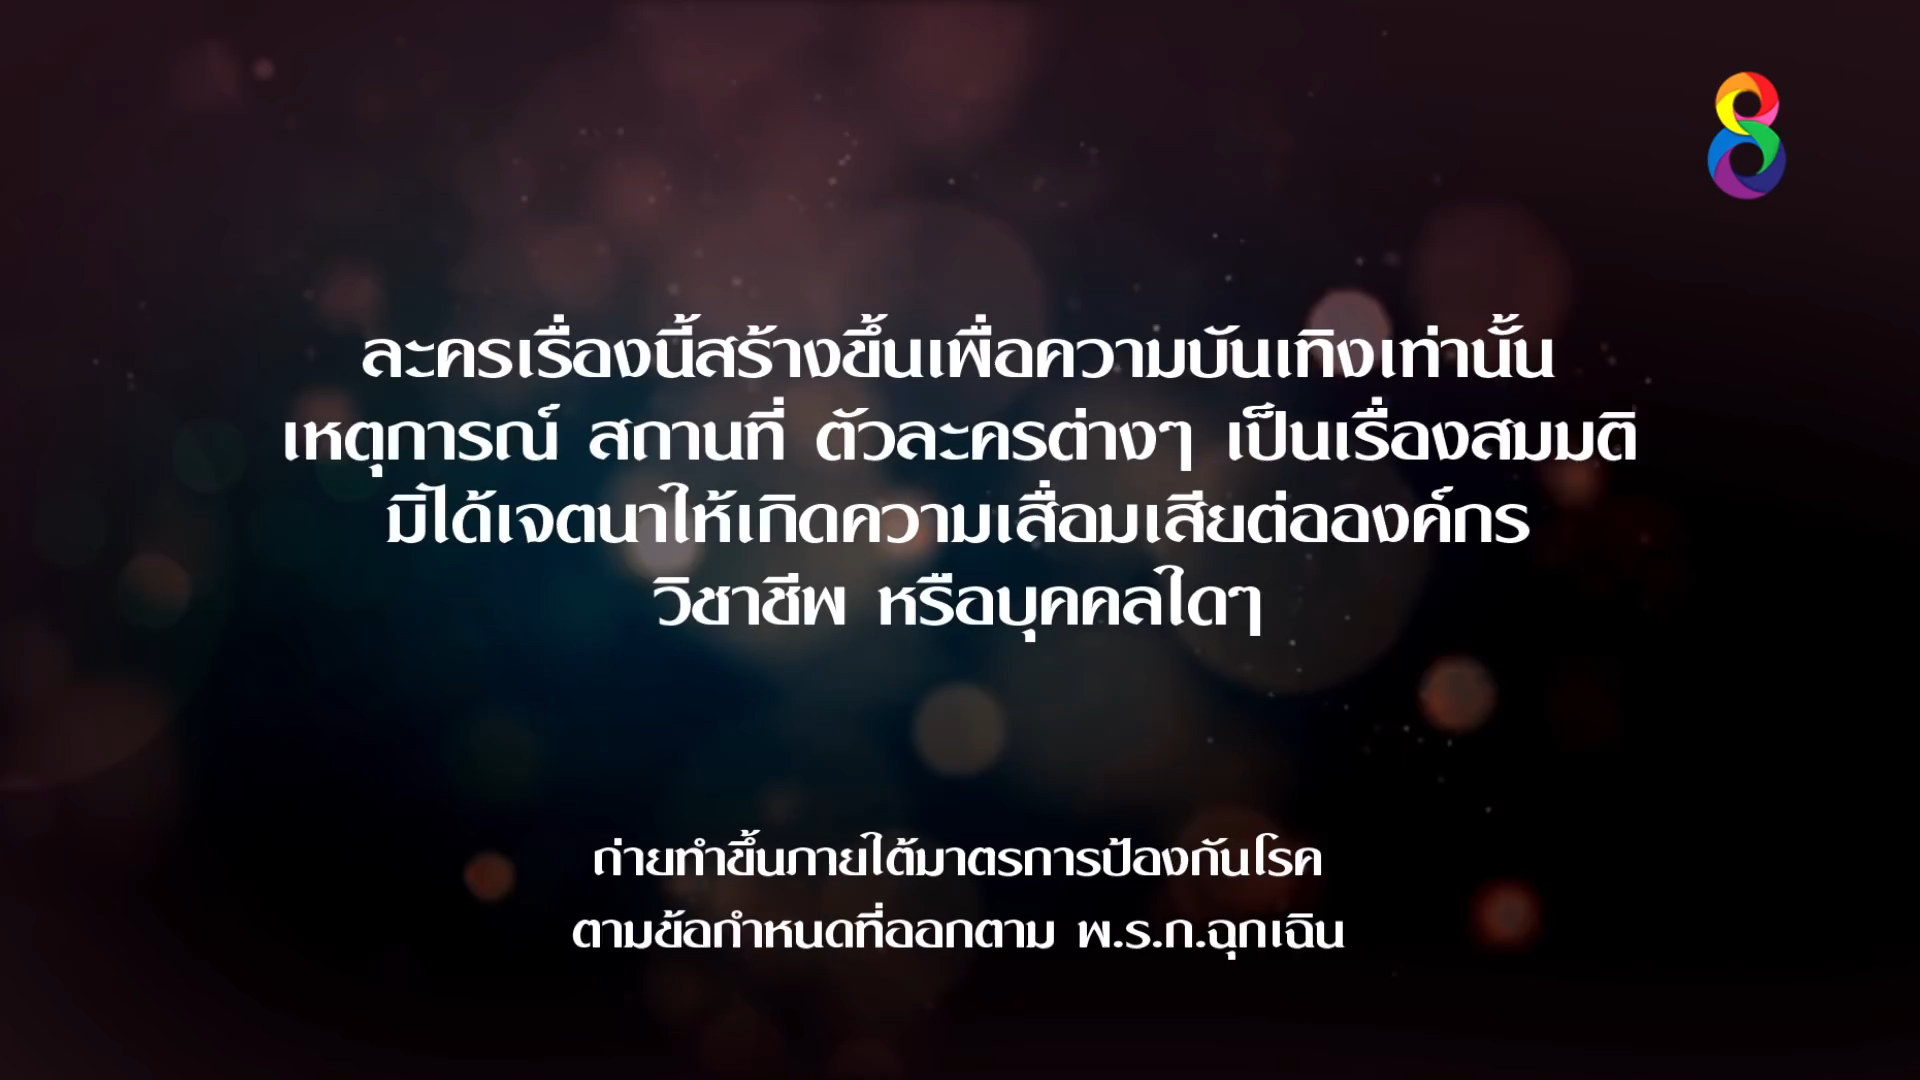 8
ละครเรื่องนี้สร้างขึ้นเพื่อความบันเทิงเท่านั้น
เหตุการณ์ สถานที่ ตัวละครต่างๆ เป็นเรื่องสมมติ
มิได้เจตนาให้เกิดความเสื่อมเสียต่อองค์กร
วิชาชีพ หรือบุคคลใดๆ
ถ่ายทำขึ้นภายใต้มาตรการป้องกันโรค
ตามข้อกำหนดที่ออกตาม พ.ร.ก.ฉุกเฉิน